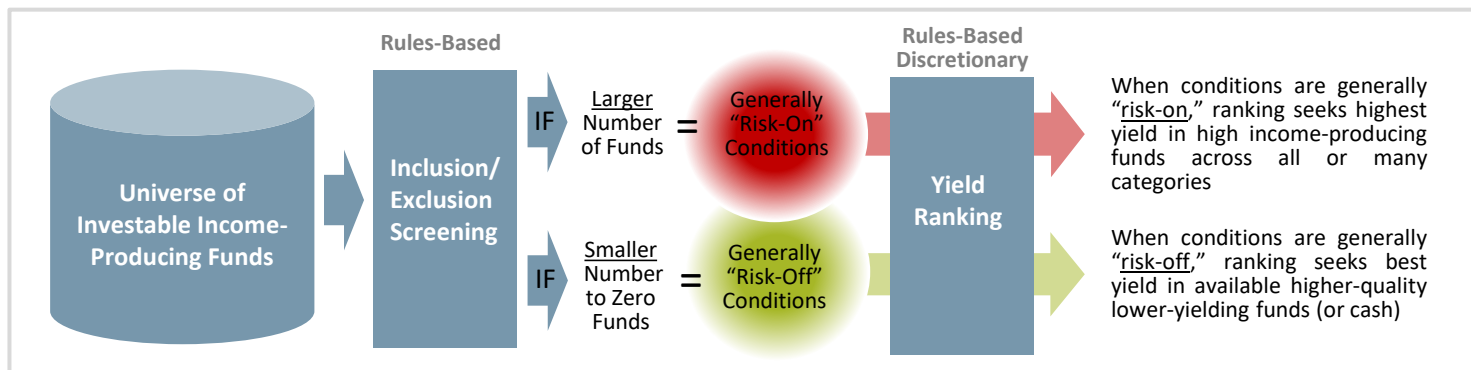 Universe of
Investable Income-
Producing Funds
Rules-Based
Inclusion/
Exclusion
Screening
IF
Larger
Number
of Funds
=
Generally
“Risk-On”
Conditions
IF
Smaller
Number
to Zero
Funds
=
Generally
“Risk-Off”
Conditions
Rules-Based
Discretionary
Yield
Ranking
When conditions are generally
“risk-on,” ranking seeks highest
yield in high income-producing
funds across all or many
categories
When conditions are generally
“risk-off,” ranking seeks best
yield in available higher-quality
lower-yielding funds (or cash)